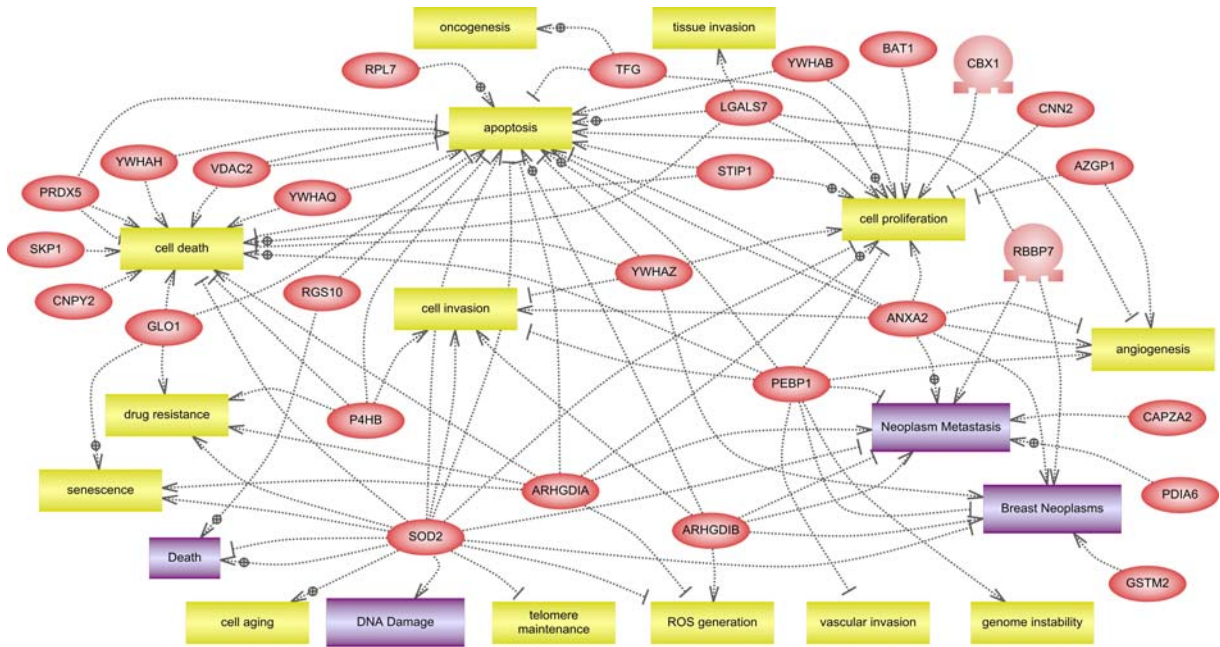 oncogenesis
tissue invasion
RPL7
TFG
YWHAB
BAT1
CBX1
LGALS7
CNN2
apoptosis
YWHAH
VDAC2
STIP1
AZGP1
PRDX5
YWHAQ
cell proliferation
SKP1
cell death
RBBP7
YWHAZ
CNPY2
RGS10
cell invasion
GLO1
ANXA2
angiogenesis
PEBP1
drug resistance
P4HB
Neoplasm Metastasis
CAPZA2
senescence
ARHGDIA
PDIA6
Breast Neoplasms
SOD2
ARHGDIB
Death
GSTM2
cell aging
DNA Damage
telomere
maintenance
ROS generation
vascular invasion
genome instability